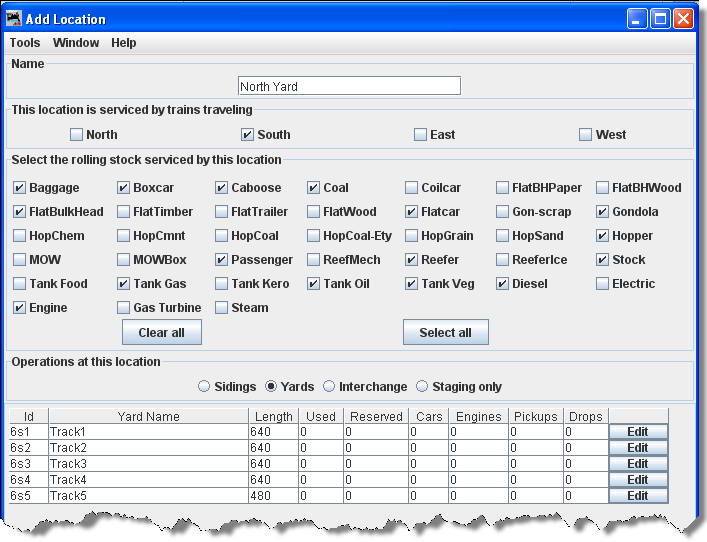 Add Location
Tools Window Help
Name
North Yard
This location is serviced by trains traveling
North South East West
Select the rolling stock serviced by this location
Baggage Boxcar Caboose Coal Coilcar FlatBHPaper FlatBHWood
FlatBulkHead FlatTimber FlatTrailer FlatWood Flatcar Gon-scrap Gondola
HopChem HopCmnt HopCoal HopCoal-Ety HopGrain HopSand Hopper
MOW MOWBox Passenger ReefMech Reefer ReeferIce Stock
Tank Food Tank Gas Tank Kero Tank Oil Tank Veg Diesel Electric
Engine Gas Turbine Steam
Clear all Select all
Operations at this location
Sidings Yards Interchange Staging only
Id Yard Name Length Used Reserved Cars Engines Pickups Drops
6s1 Track1 640 0 0 0 0 0 0 Edit
6s2 Track2 640 0 0 0 0 0 0 Edit
6s3 Track3 640 0 0 0 0 0 0 Edit
6s4 Track4 640 0 0 0 0 0 0 Edit
6s5 Track5 480 0 0 0 0 0 0 Edit